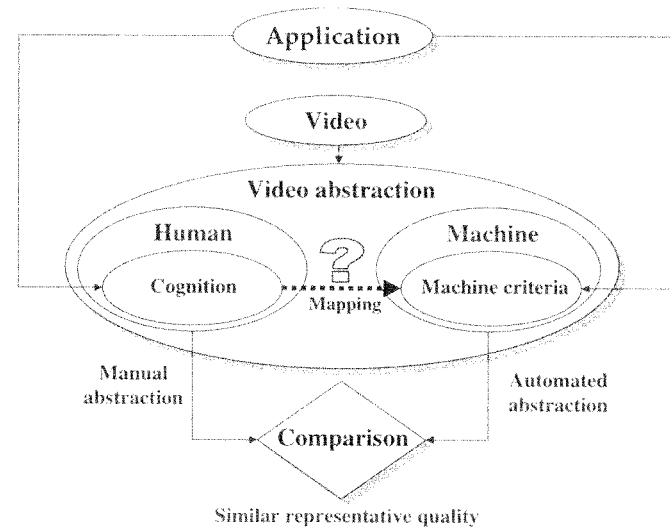 Application
Video
Video abstraction
Human
Machine
?
Cognition
Machine criteria
Mapping
Manual
abstraction
Automated
abstraction
Comparison
Similar representative quality